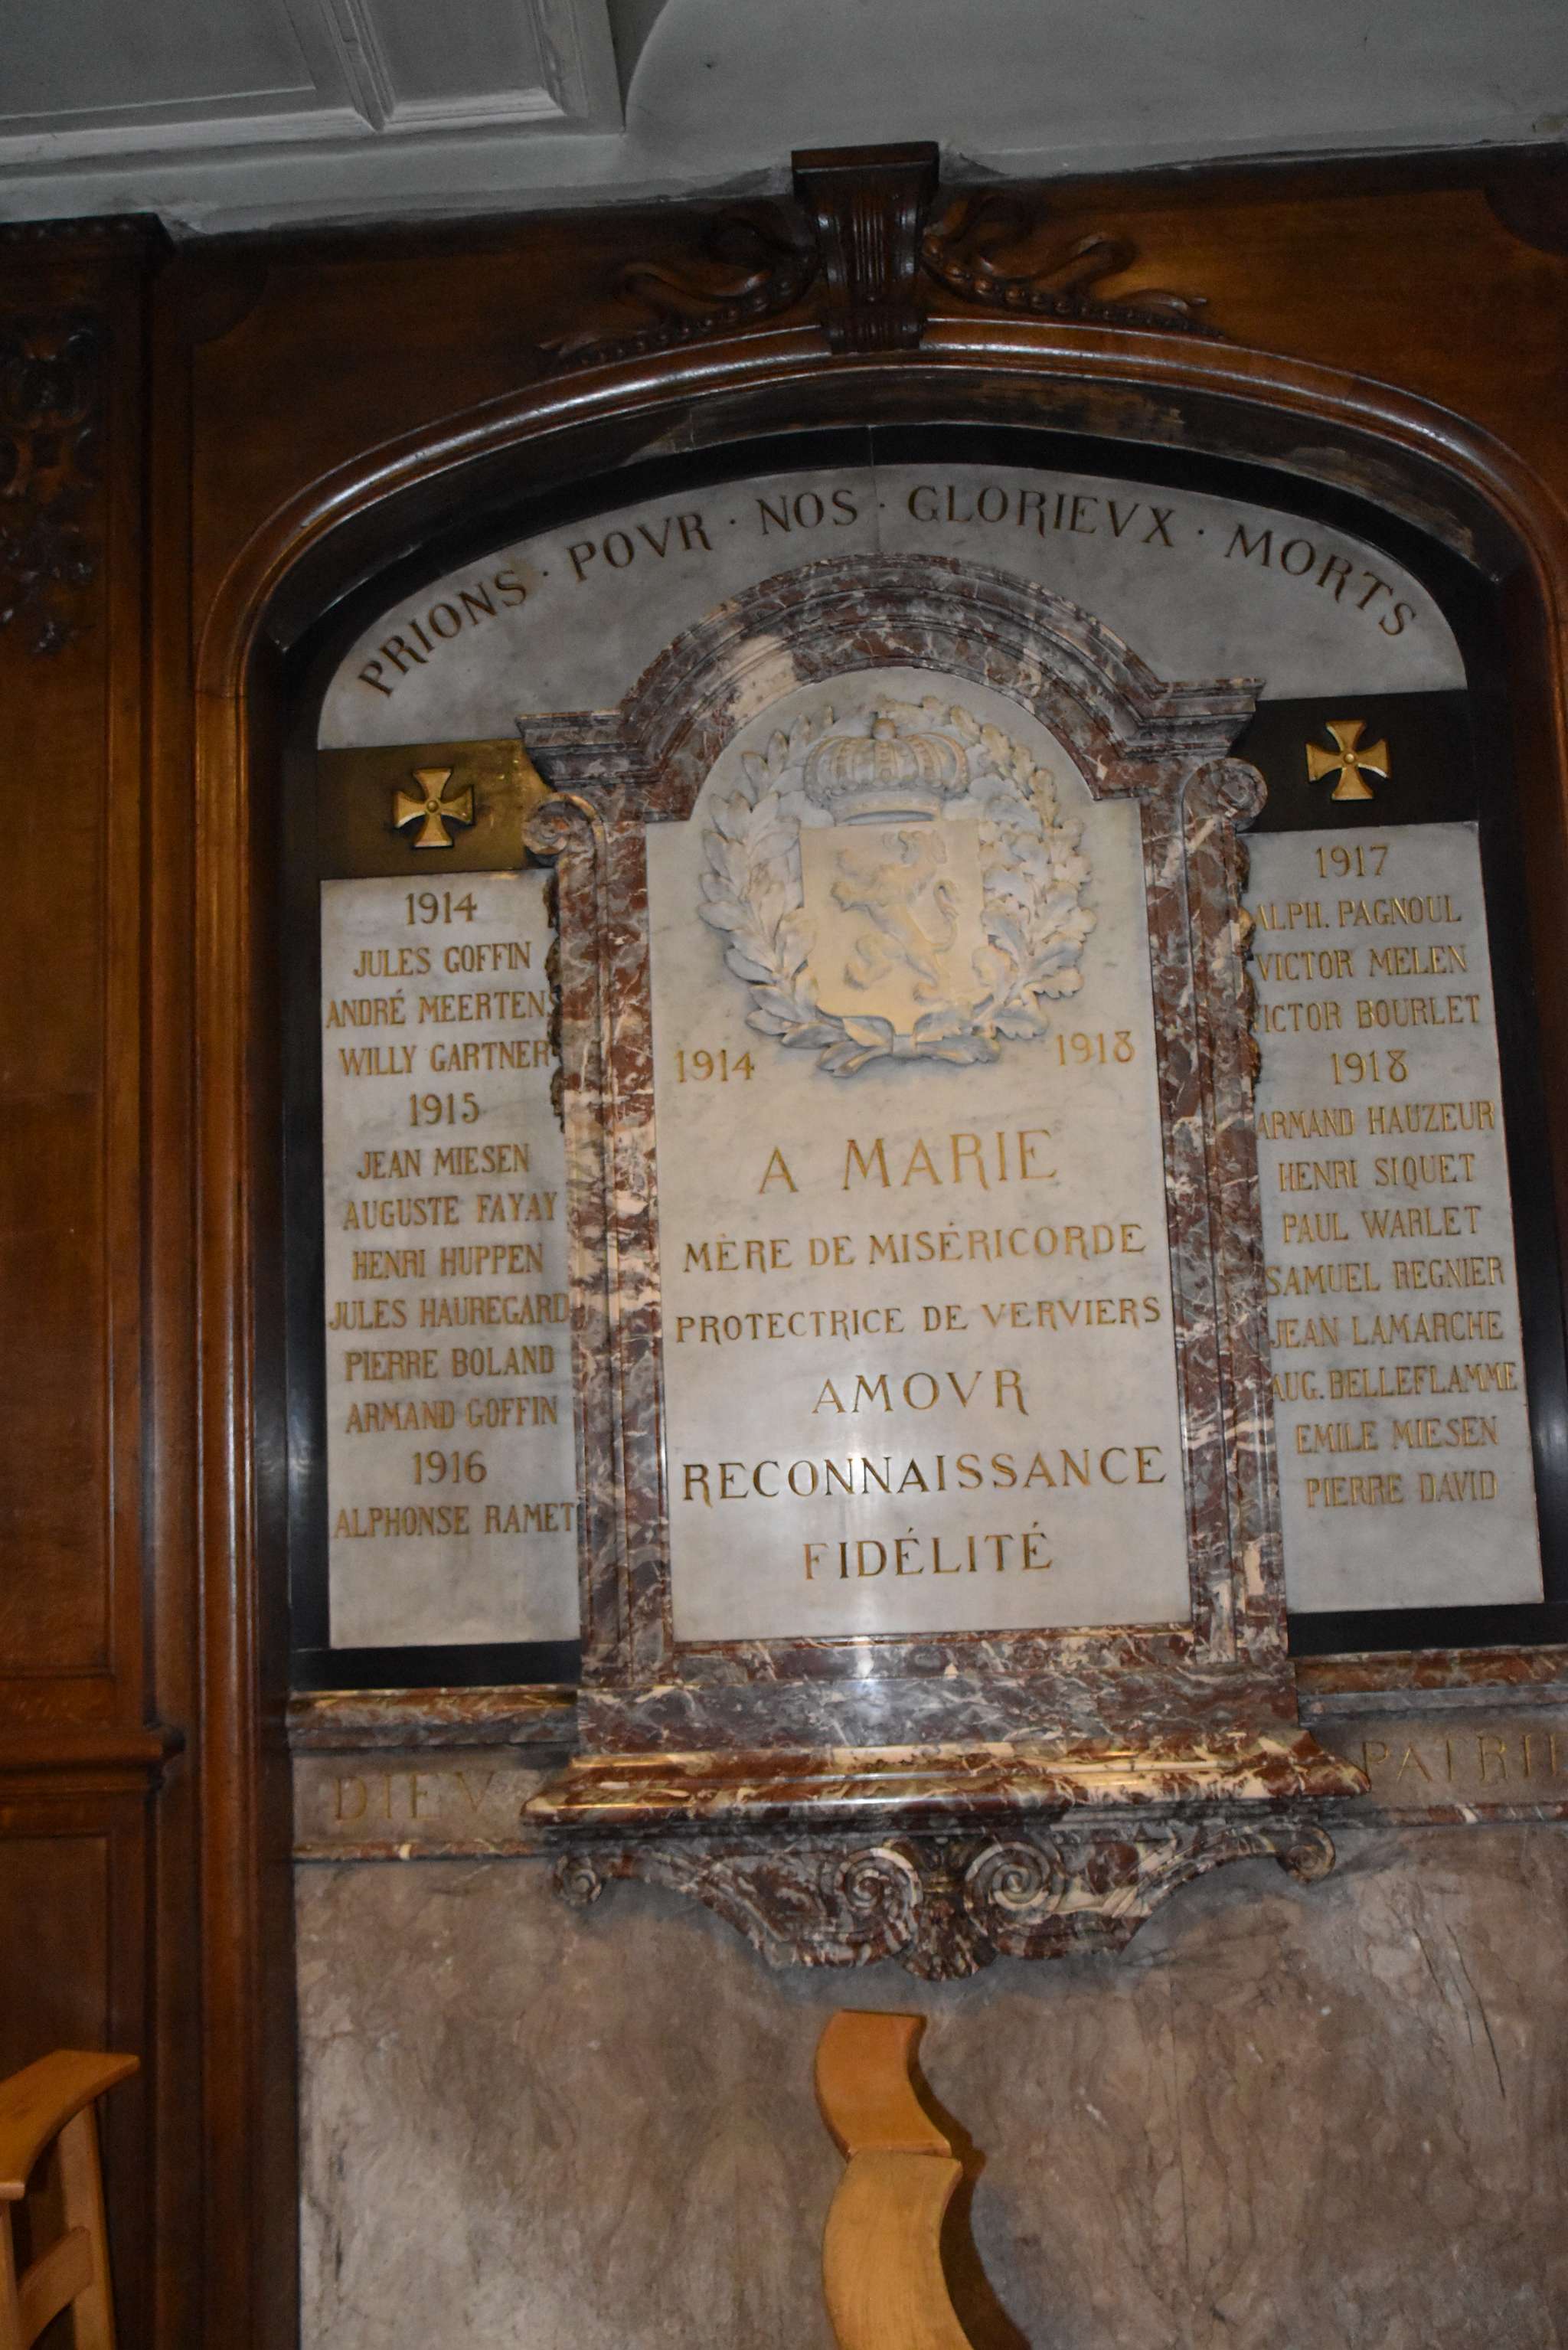 PRIONS · POVR · NOS · GLORIEVX · MORTS
1914
JULES GOFFIN
ANDRÉ MEERTENS
WILLY GARTNER
1915
JEAN MIESEN
AUGUSTE FAYAY
HENRI HUPPEN
JULES HAUREGARD
PIERRE BOLAND
ARMAND GOFFIN
1916
ALPHONSE RAMET
1914 1918
A MARIE
MÈRE DE MISÉRICORDE
PROTECTRICE DE VERVIERS
AMOVR
RECONNAISSANCE
FIDÉLITÉ
1917
ALPH. PAGNOUL
VICTOR MELEN
VICTOR BOURLET
1918
ARMAND HAUZEUR
HENRI SIQUET
PAUL WARLET
SAMUEL REGNIER
JEAN LAMARCHE
AUG. BELLEFLAMME
EMILE MIESEN
PIERRE DAVID
DIEV PATRIE